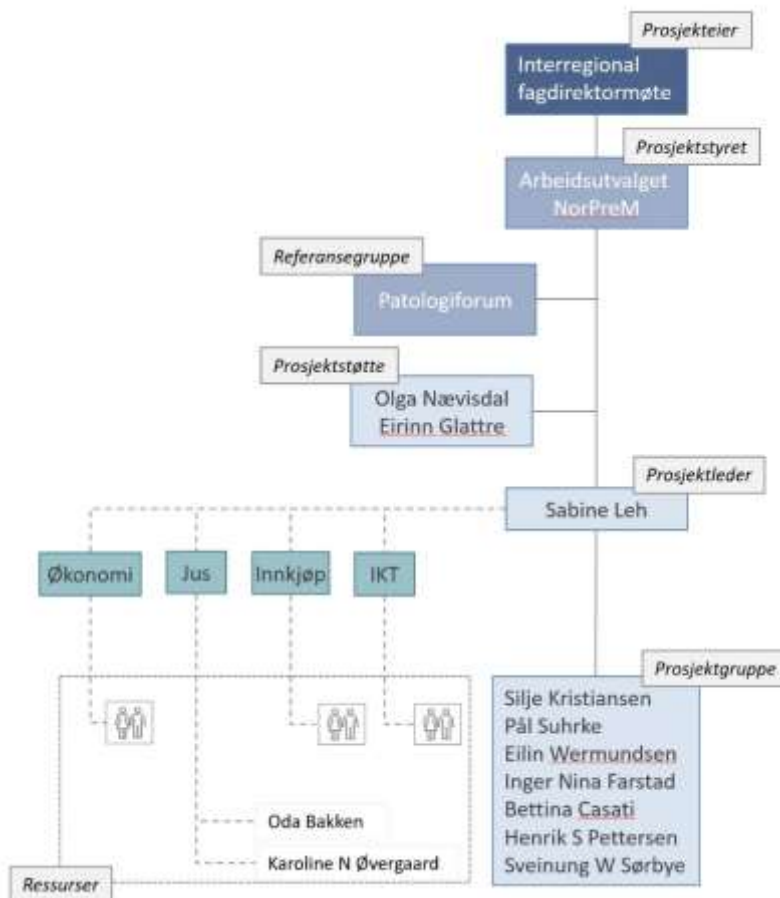 Prosjekteier
Interregional
fagdirektormøte
Prosjektstyret
Arbeidsutvalget
NorPreM
Referansegruppe
Patologiforum
Prosjektstøtte
Olga Nævisdal
Eirinn Glattre
Prosjektleder
Sabine Leh
Økonomi
Jus
Innkjøp
IKT
Prosjektgruppe
Silje Kristiansen
Pål Suhrke
Eilin Wermundsen
Inger Nina Farstad
Bettina Casati
Henrik S Pettersen
Sveinung W Sørbye
Oda Bakken
Karoline N Øvergaard
Ressurser